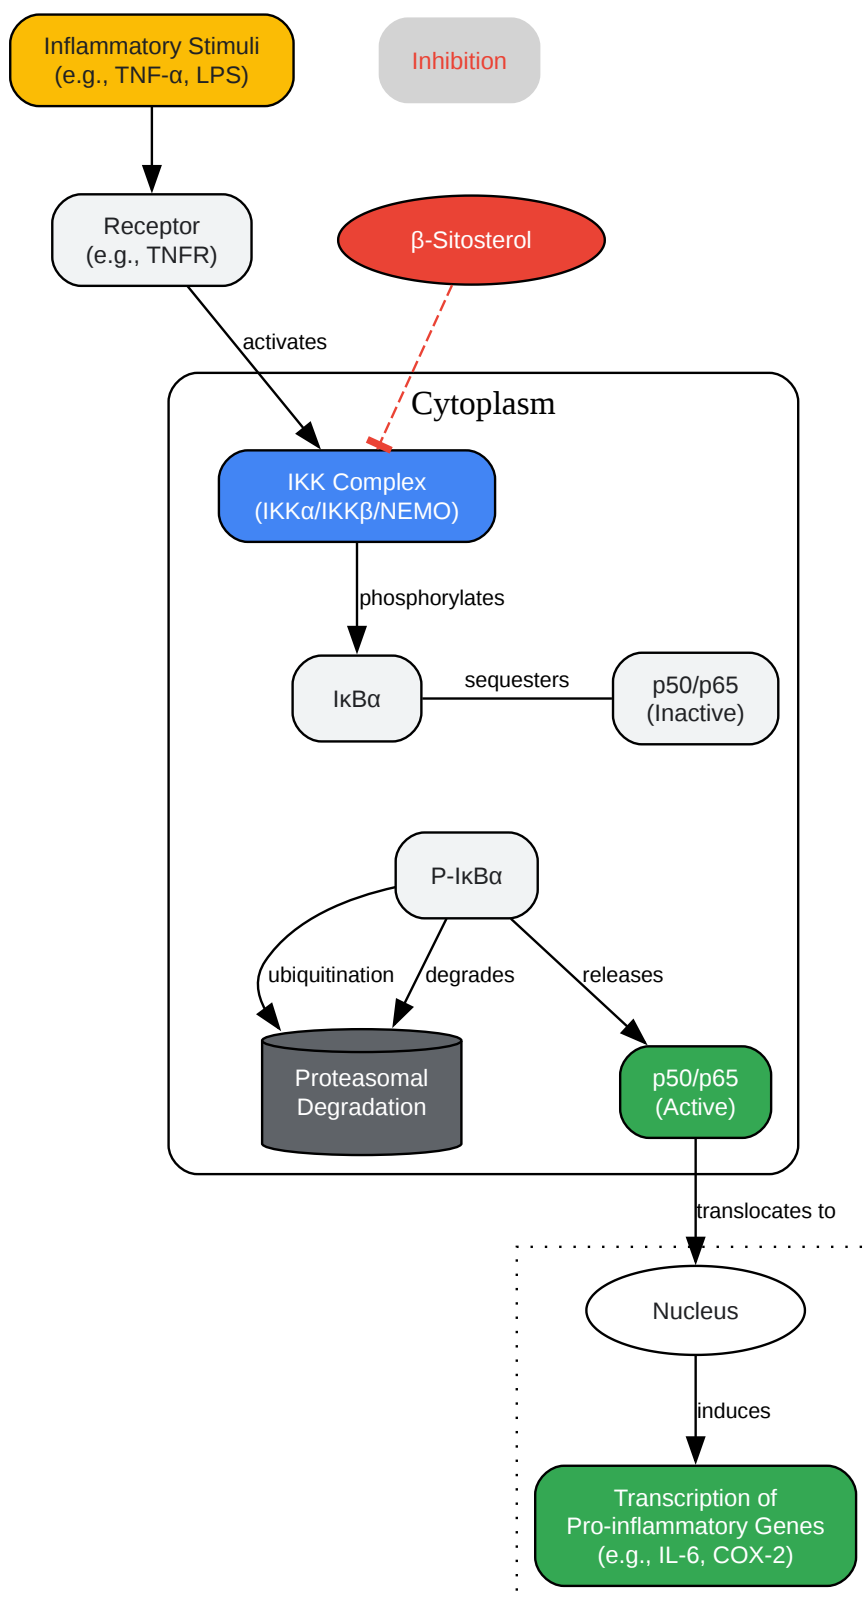 Inflammatory Stimuli
(e.g., TNF-α, LPS)
Inhibition
Receptor
(e.g., TNFR)
β-Sitosterol
activates
Cytoplasm
IKK Complex
(IKKα/IKKβ/NEMO)
phosphorylates
IκBα
sequesters
p50/p65
(Inactive)
P-IκBα
ubiquitination
degrades
releases
Proteasomal
Degradation
p50/p65
(Active)
translocates to
Nucleus
induces
Transcription of
Pro-inflammatory Genes
(e.g., IL-6, COX-2)